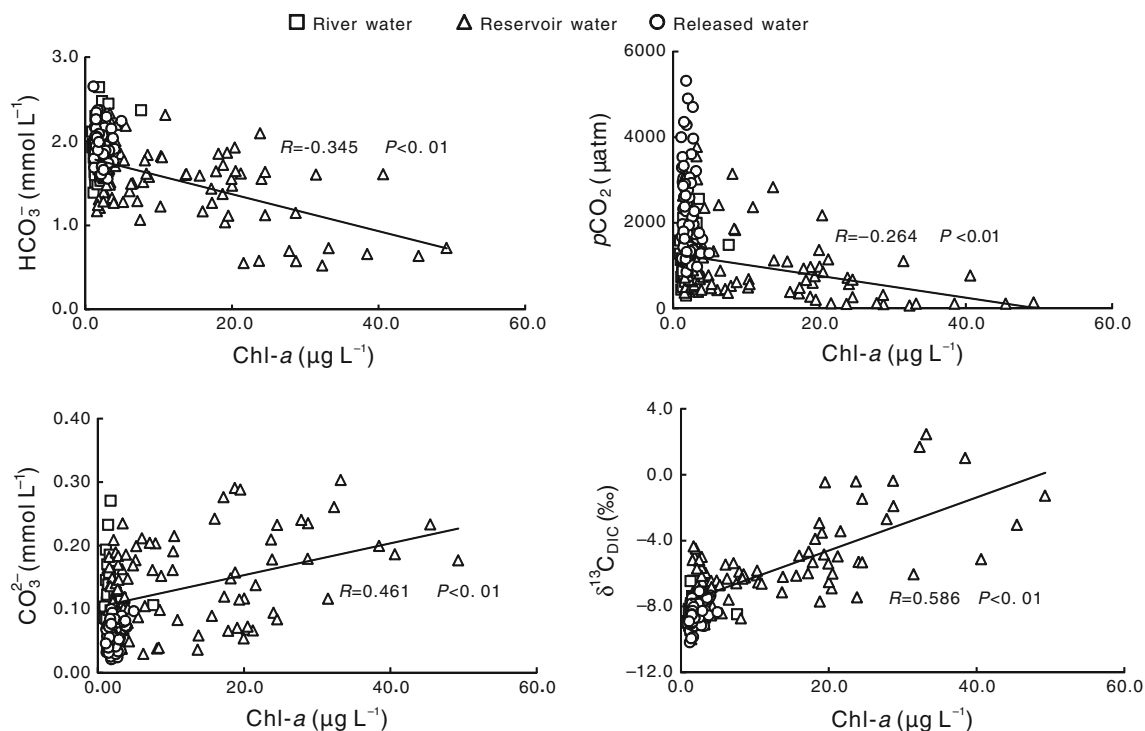 River water Reservoir water Released water
3.0
2.0
1.0
0.0
HCO₃⁻ (mmol L⁻¹)
R=-0.345 P<0.01
0.0 20.0 40.0 60.0
Chl-a (µg L⁻¹)
6000
4000
2000
0
pCO₂ (µatm)
R=−0.264 P<0.01
0.0 20.0 40.0 60.0
Chl-a (µg L⁻¹)
0.40
0.30
0.20
0.10
0.00
CO₃²⁻ (mmol L⁻¹)
R=0.461 P<0.01
0.00 20.0 40.0 60.0
Chl-a (µg L⁻¹)
4.0
0.0
−4.0
−8.0
−12.0
δ¹³C_DIC (‰)
R=0.586 P<0.01
0.0 20.0 40.0 60.0
Chl-a (µg L⁻¹)